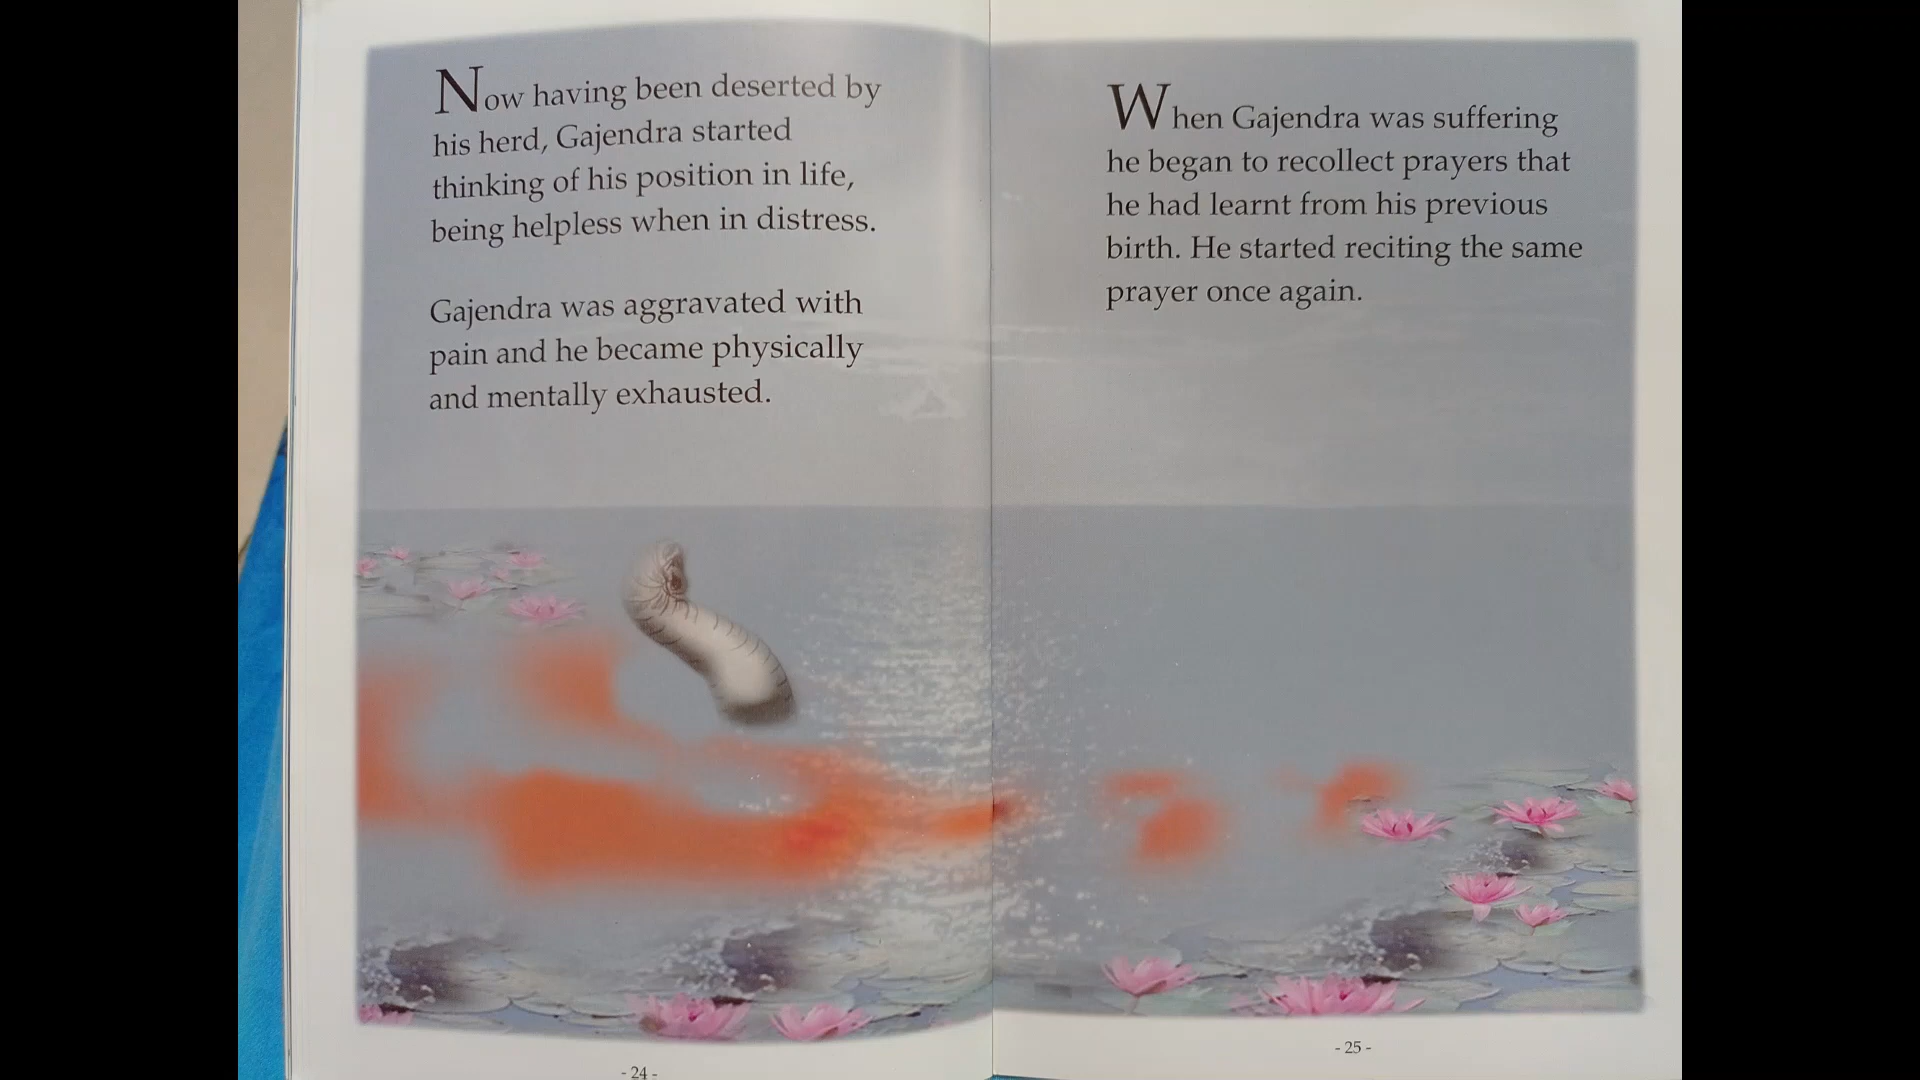 Now having been deserted by
his herd, Gajendra started
thinking of his position in life,
being helpless when in distress.
Gajendra was aggravated with
pain and he became physically
and mentally exhausted.
- 24 -
When Gajendra was suffering
he began to recollect prayers that
he had learnt from his previous
birth. He started reciting the same
prayer once again.
- 25 -